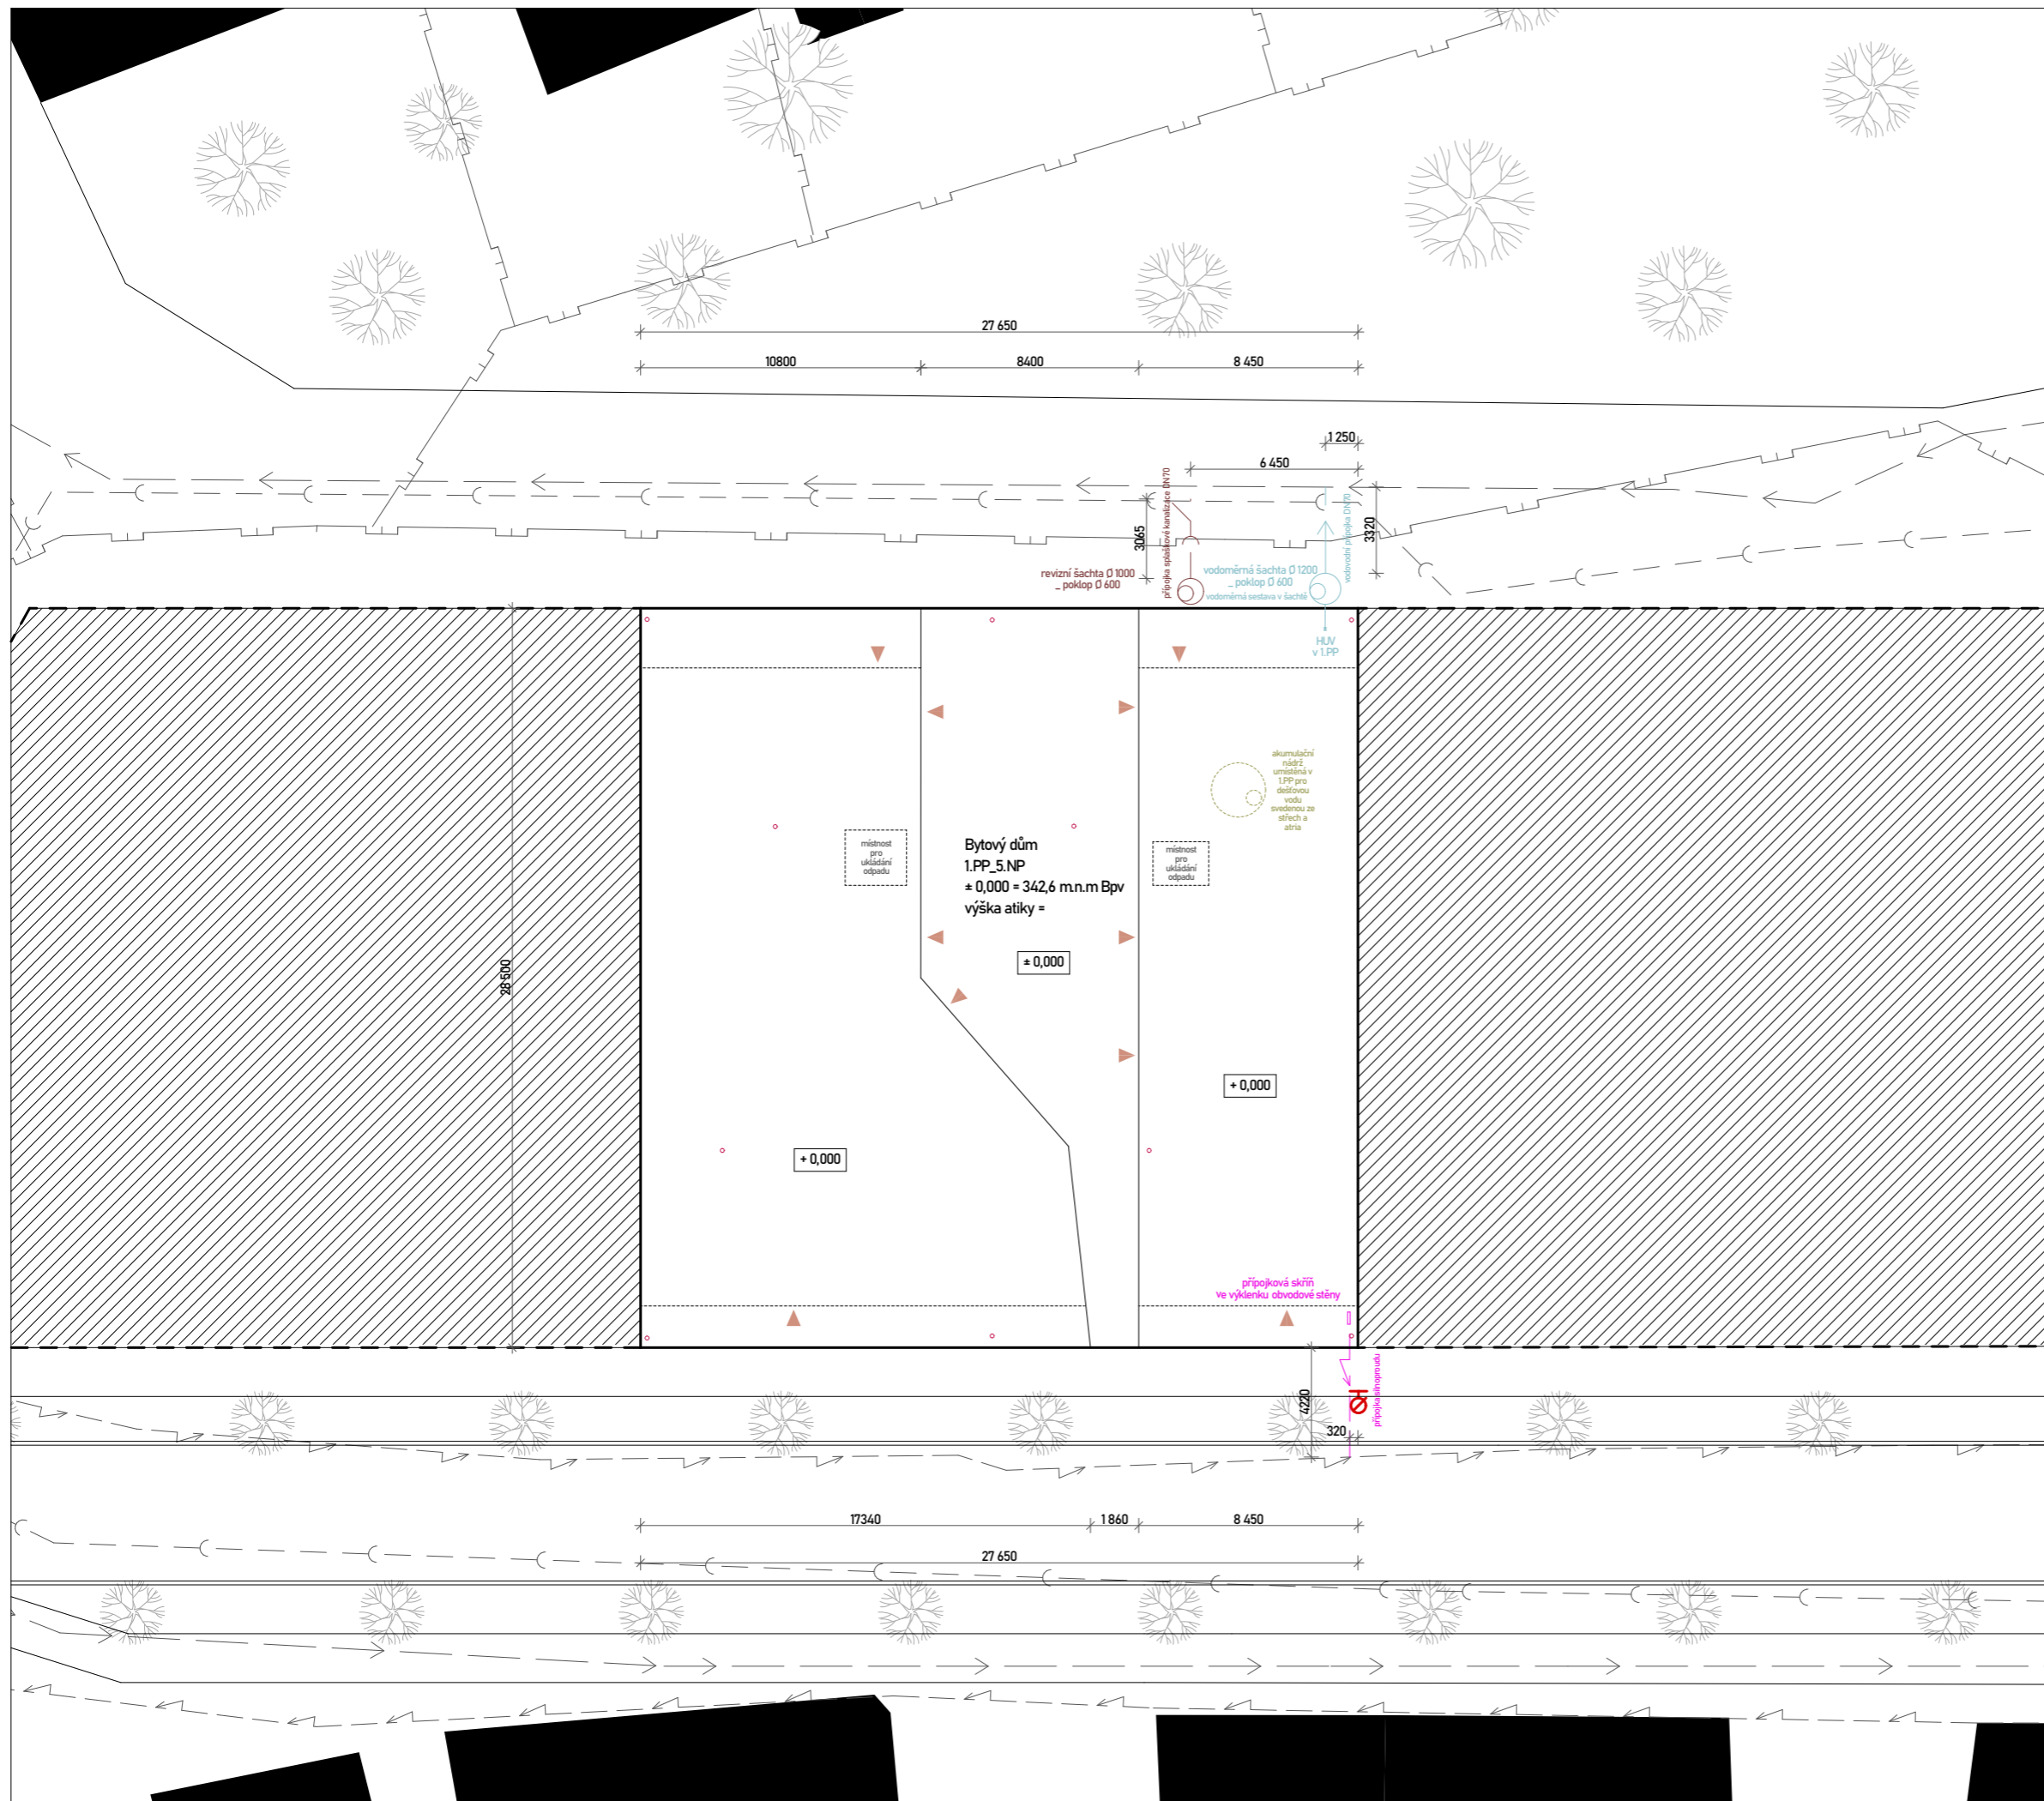 27 650
10800
8400
8 450
1 250
6 450
přípojka splaškové kanalizace DN70
vodovodní přípojka DN70
3065
3320
revizní šachta Ø 1000
_ poklop Ø 600
vodoměrná šachta Ø 1200
_ poklop Ø 600
vodoměrná sestava v šachtě
HUV
v 1.PP
akumulační
nádrž
umístěná v
1.PP pro
dešťovou
vodu
svedenou ze
střech a
atria
místnost
pro
ukládání
odpadu
Bytový dům
1.PP_5.NP
± 0,000 = 342,6 m.n.m Bpv
výška atiky =
místnost
pro
ukládání
odpadu
± 0,000
28 500
+ 0,000
+ 0,000
přípojková skříň
ve výklenku obvodové stěny
přípojka silnoproudu
4220
320
H
17340
1 860
8 450
27 650